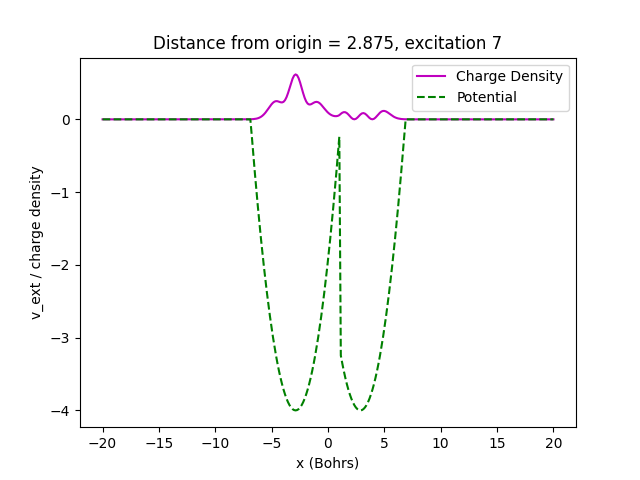 Distance from origin = 2.875, excitation 7
Charge Density
Potential
v_ext / charge density
0
−1
−2
−3
−4
−20
−15
−10
−5
0
5
10
15
20
x (Bohrs)